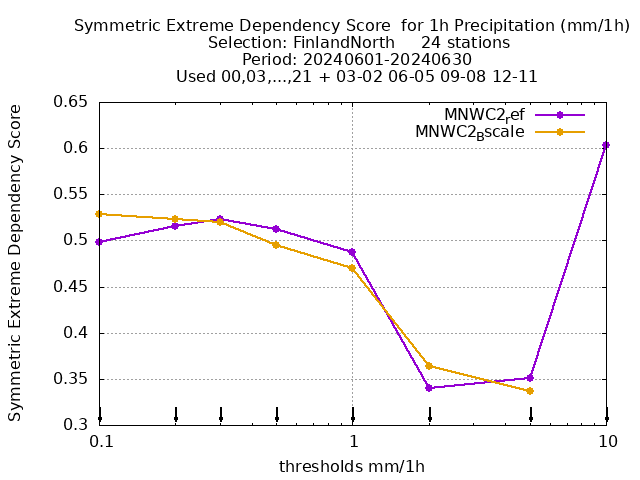 Symmetric Extreme Dependency Score  for 1h Precipitation (mm/1h)
Selection: FinlandNorth     24 stations
Period: 20240601-20240630
Used 00,03,...,21 + 03-02 06-05 09-08 12-11
MNWC2ref
MNWC2Bscale
Symmetric Extreme Dependency Score
0.65
0.6
0.55
0.5
0.45
0.4
0.35
0.3
0.1 1 10
thresholds mm/1h